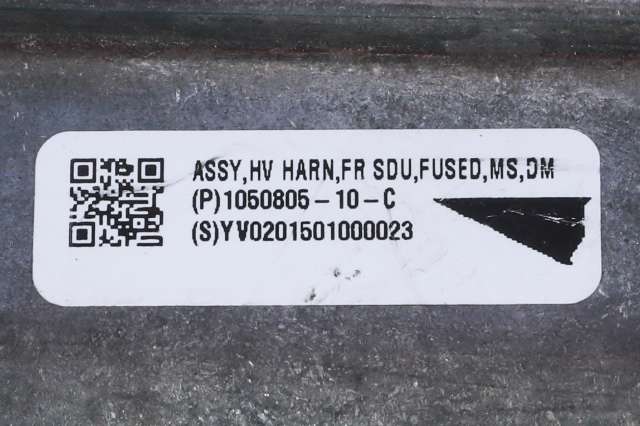 ASSY,HV HARN,FR SDU,FUSED,MS,DM
(P)1050805-10-C
(S)YV0201501000023